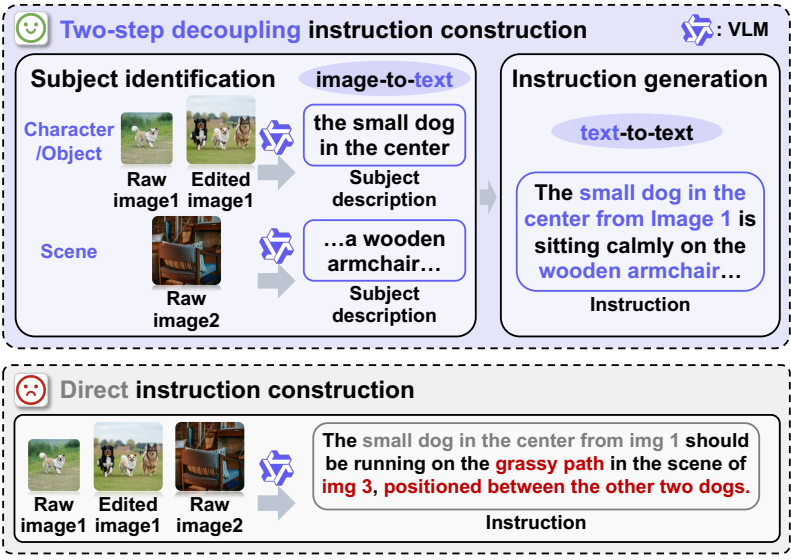 Two-step decoupling instruction construction
: VLM
Subject identification
image-to-text
Character
/Object
Raw
image1
Edited
image1
the small dog
in the center
Subject
description
Scene
Raw
image2
…a wooden
armchair…
Subject
description
Instruction generation
text-to-text
The small dog in the
center from Image 1 is
sitting calmly on the
wooden armchair…
Instruction
Direct instruction construction
Raw
image1
Edited
image1
Raw
image2
The small dog in the center from img 1 should
be running on the grassy path in the scene of
img 3, positioned between the other two dogs.
Instruction